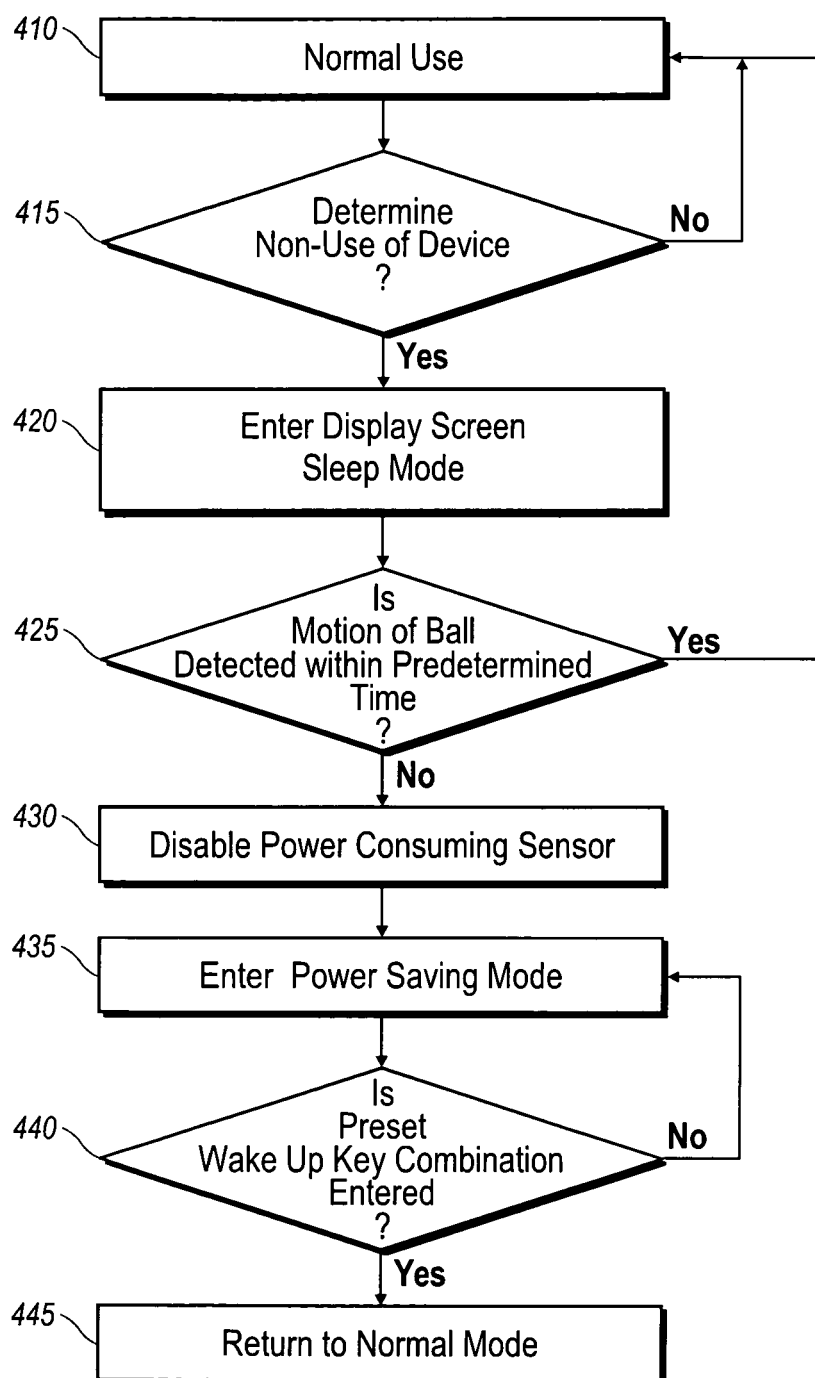 410
Normal Use
415
Determine
Non-Use of Device
?
No
Yes
420
Enter Display Screen
Sleep Mode
425
Is
Motion of Ball
Detected within Predetermined
Time
?
Yes
No
430
Disable Power Consuming Sensor
435
Enter Power Saving Mode
440
Is
Preset
Wake Up Key Combination
Entered
?
No
Yes
445
Return to Normal Mode